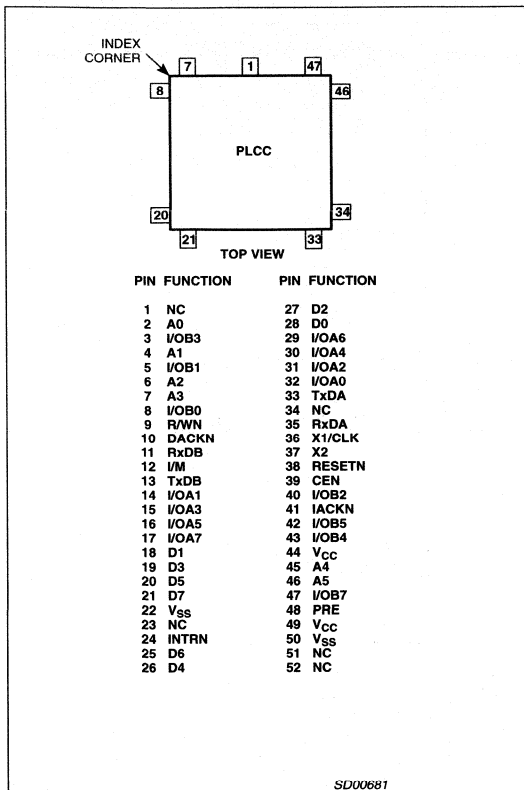 INDEX
CORNER
7 1 47
8 46
PLCC
20 34
21 33
TOP VIEW
PIN FUNCTION PIN FUNCTION
1 NC 27 D2
2 A0 28 D0
3 I/OB3 29 I/OA6
4 A1 30 I/OA4
5 I/OB1 31 I/OA2
6 A2 32 I/OA0
7 A3 33 TxDA
8 I/OB0 34 NC
9 R/WN 35 RxDA
10 DACKN 36 X1/CLK
11 RxDB 37 X2
12 I/M 38 RESETN
13 TxDB 39 CEN
14 I/OA1 40 I/OB2
15 I/OA3 41 IACKN
16 I/OA5 42 I/OB5
17 I/OA7 43 I/OB4
18 D1 44 VCC
19 D3 45 A4
20 D5 46 A5
21 D7 47 I/OB7
22 VSS 48 PRE
23 NC 49 VCC
24 INTRN 50 VSS
25 D6 51 NC
26 D4 52 NC
SD00681